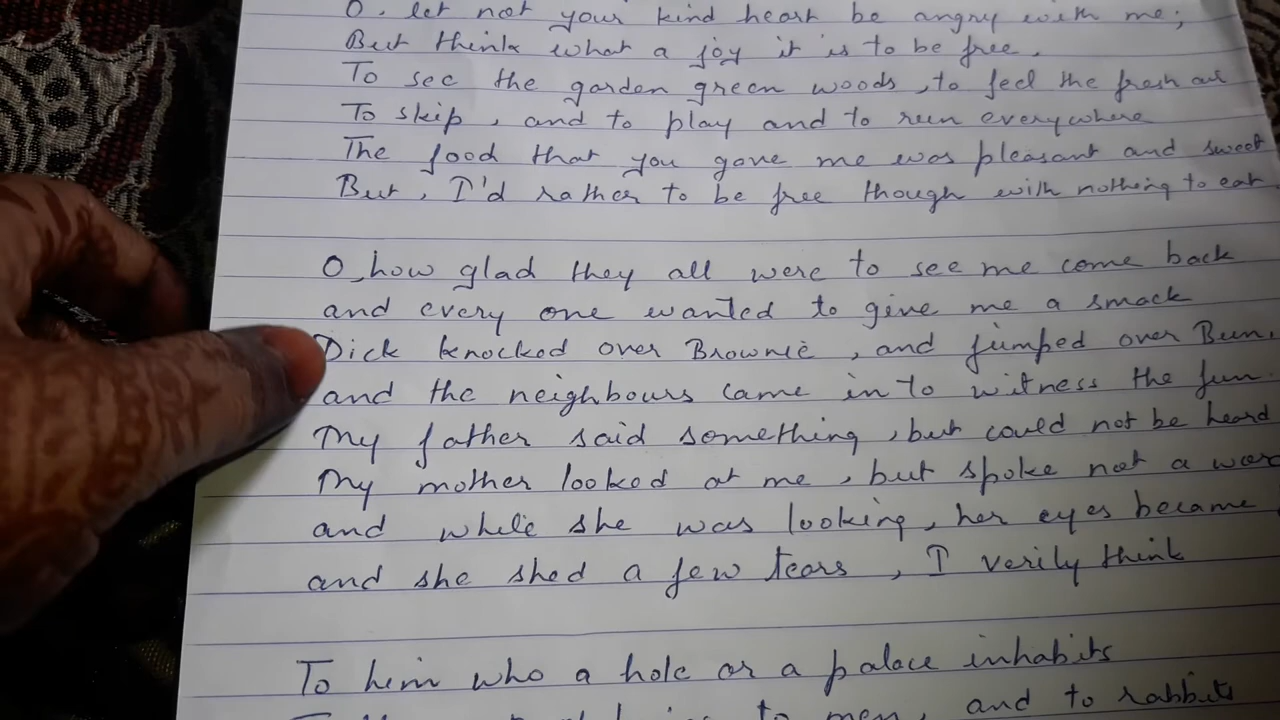 O, let not your kind heart be angry with me;
But think what a joy it is to be free.
To see the garden green woods, to feel the fresh air
To skip, and to play and to run everywhere
The food that you gave me was pleasant and sweet
But, I'd rather to be free though with nothing to eat.
O, how glad they all were to see me come back
and every one wanted to give me a smack
Dick knocked over Brownie, and jumped over Bun,
and the neighbours came in to witness the fun.
My father said something, but could not be heard
My mother looked at me, but spoke not a word
and while she was looking, her eyes became
and she shed a few tears, I verily think
To him who a hole or a palace inhabits
to men, and to rabbits